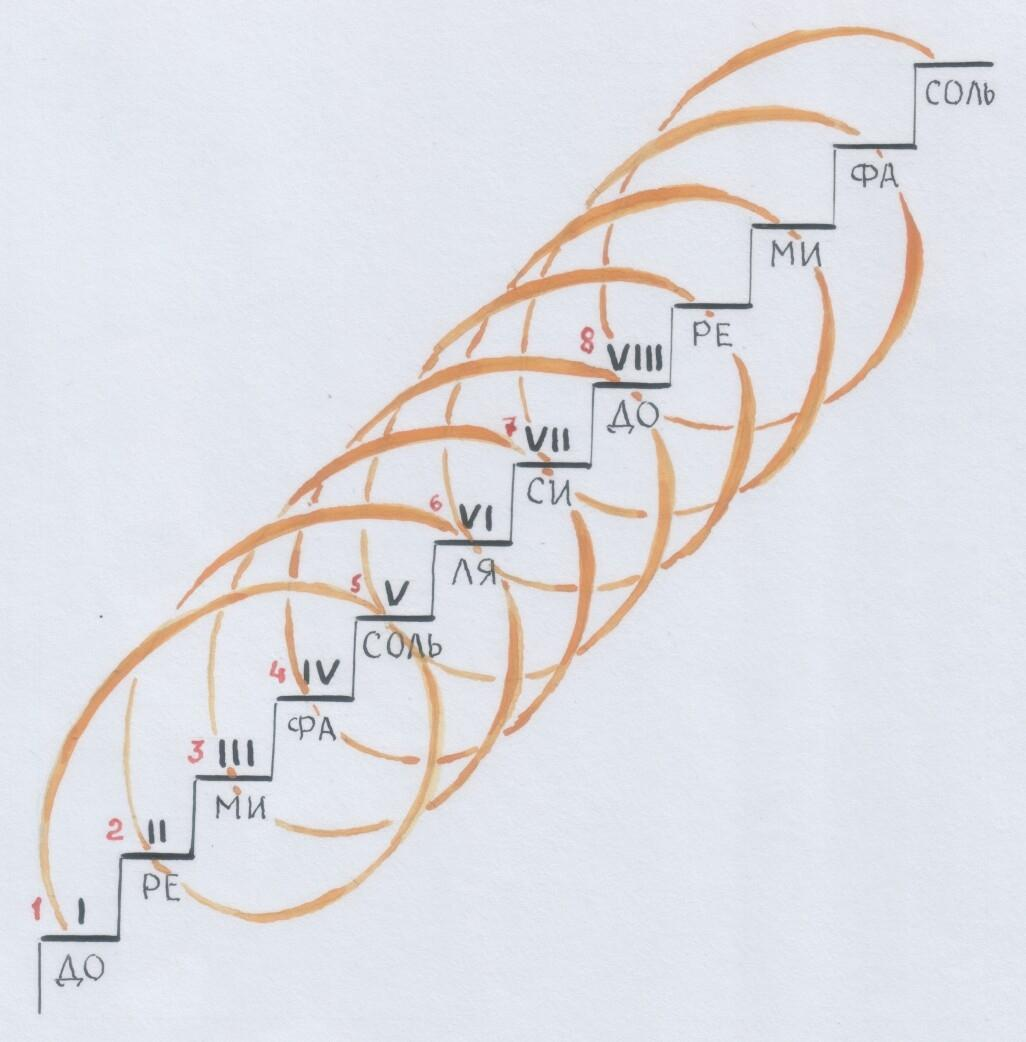 СОЛЬ
ФА
МИ
РЕ
8 VIII
ДО
7 VII
СИ
6 VI
ЛЯ
5 V
СОЛЬ
4 IV
ФА
3 III
МИ
2 II
РЕ
1 I
ДО